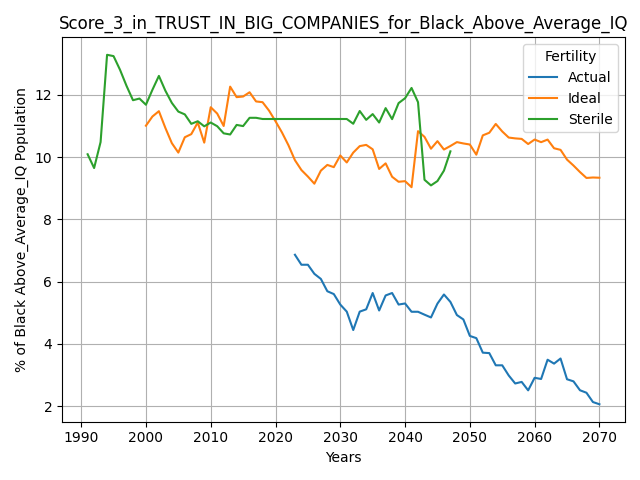 Score_3_in_TRUST_IN_BIG_COMPANIES_for_Black_Above_Average_IQ
% of Black Above_Average_IQ Population
12
10
8
6
4
2
Fertility
Actual
Ideal
Sterile
1990 2000 2010 2020 2030 2040 2050 2060 2070
Years